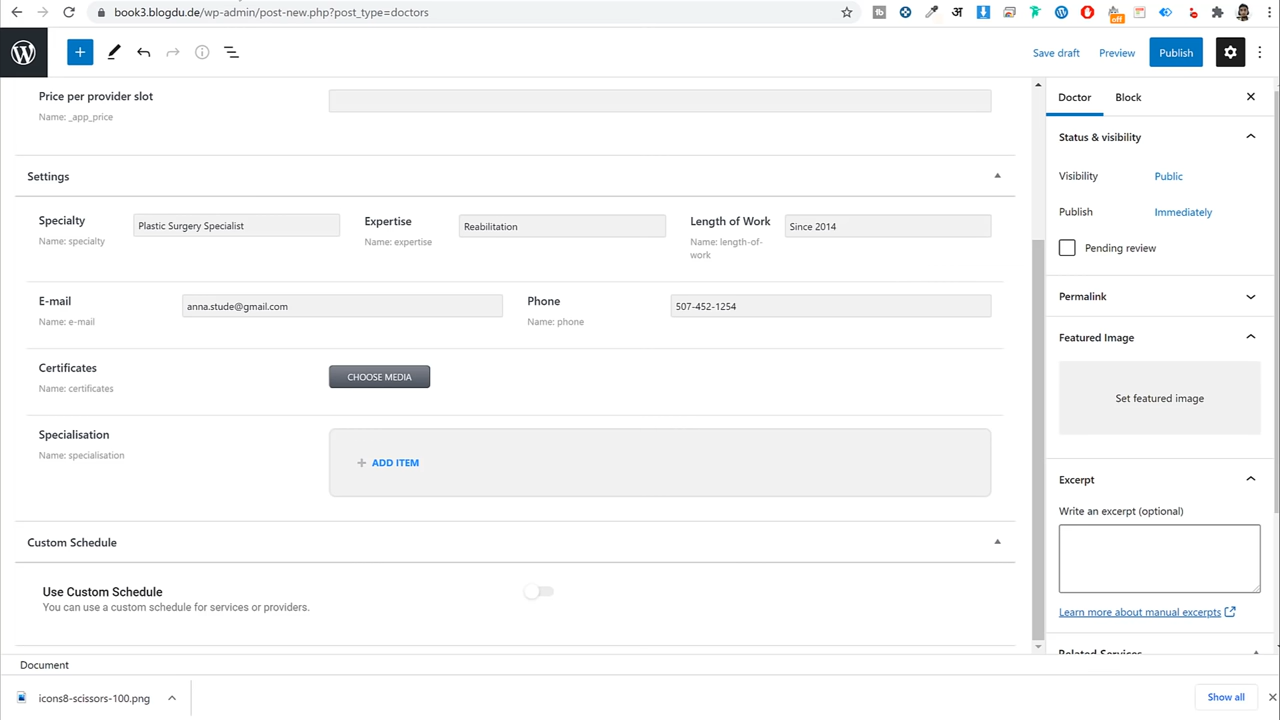 book3.blogdu.de/wp-admin/post-new.php?post_type=doctors
off
Save draft
Preview
Publish
Price per provider slot
Name: _app_price
Settings
Specialty
Name: specialty
Plastic Surgery Specialist
Expertise
Name: expertise
Reabilitation
Length of Work
Name: length-of-
work
Since 2014
E-mail
Name: e-mail
anna.stude@gmail.com
Phone
Name: phone
507-452-1254
Certificates
Name: certificates
CHOOSE MEDIA
Specialisation
Name: specialisation
+ ADD ITEM
Custom Schedule
Use Custom Schedule
You can use a custom schedule for services or providers.
Doctor
Block
Status & visibility
Visibility
Public
Publish
Immediately
Pending review
Permalink
Featured Image
Set featured image
Excerpt
Write an excerpt (optional)
Learn more about manual excerpts
Related Services
Document
icons8-scissors-100.png
Show all